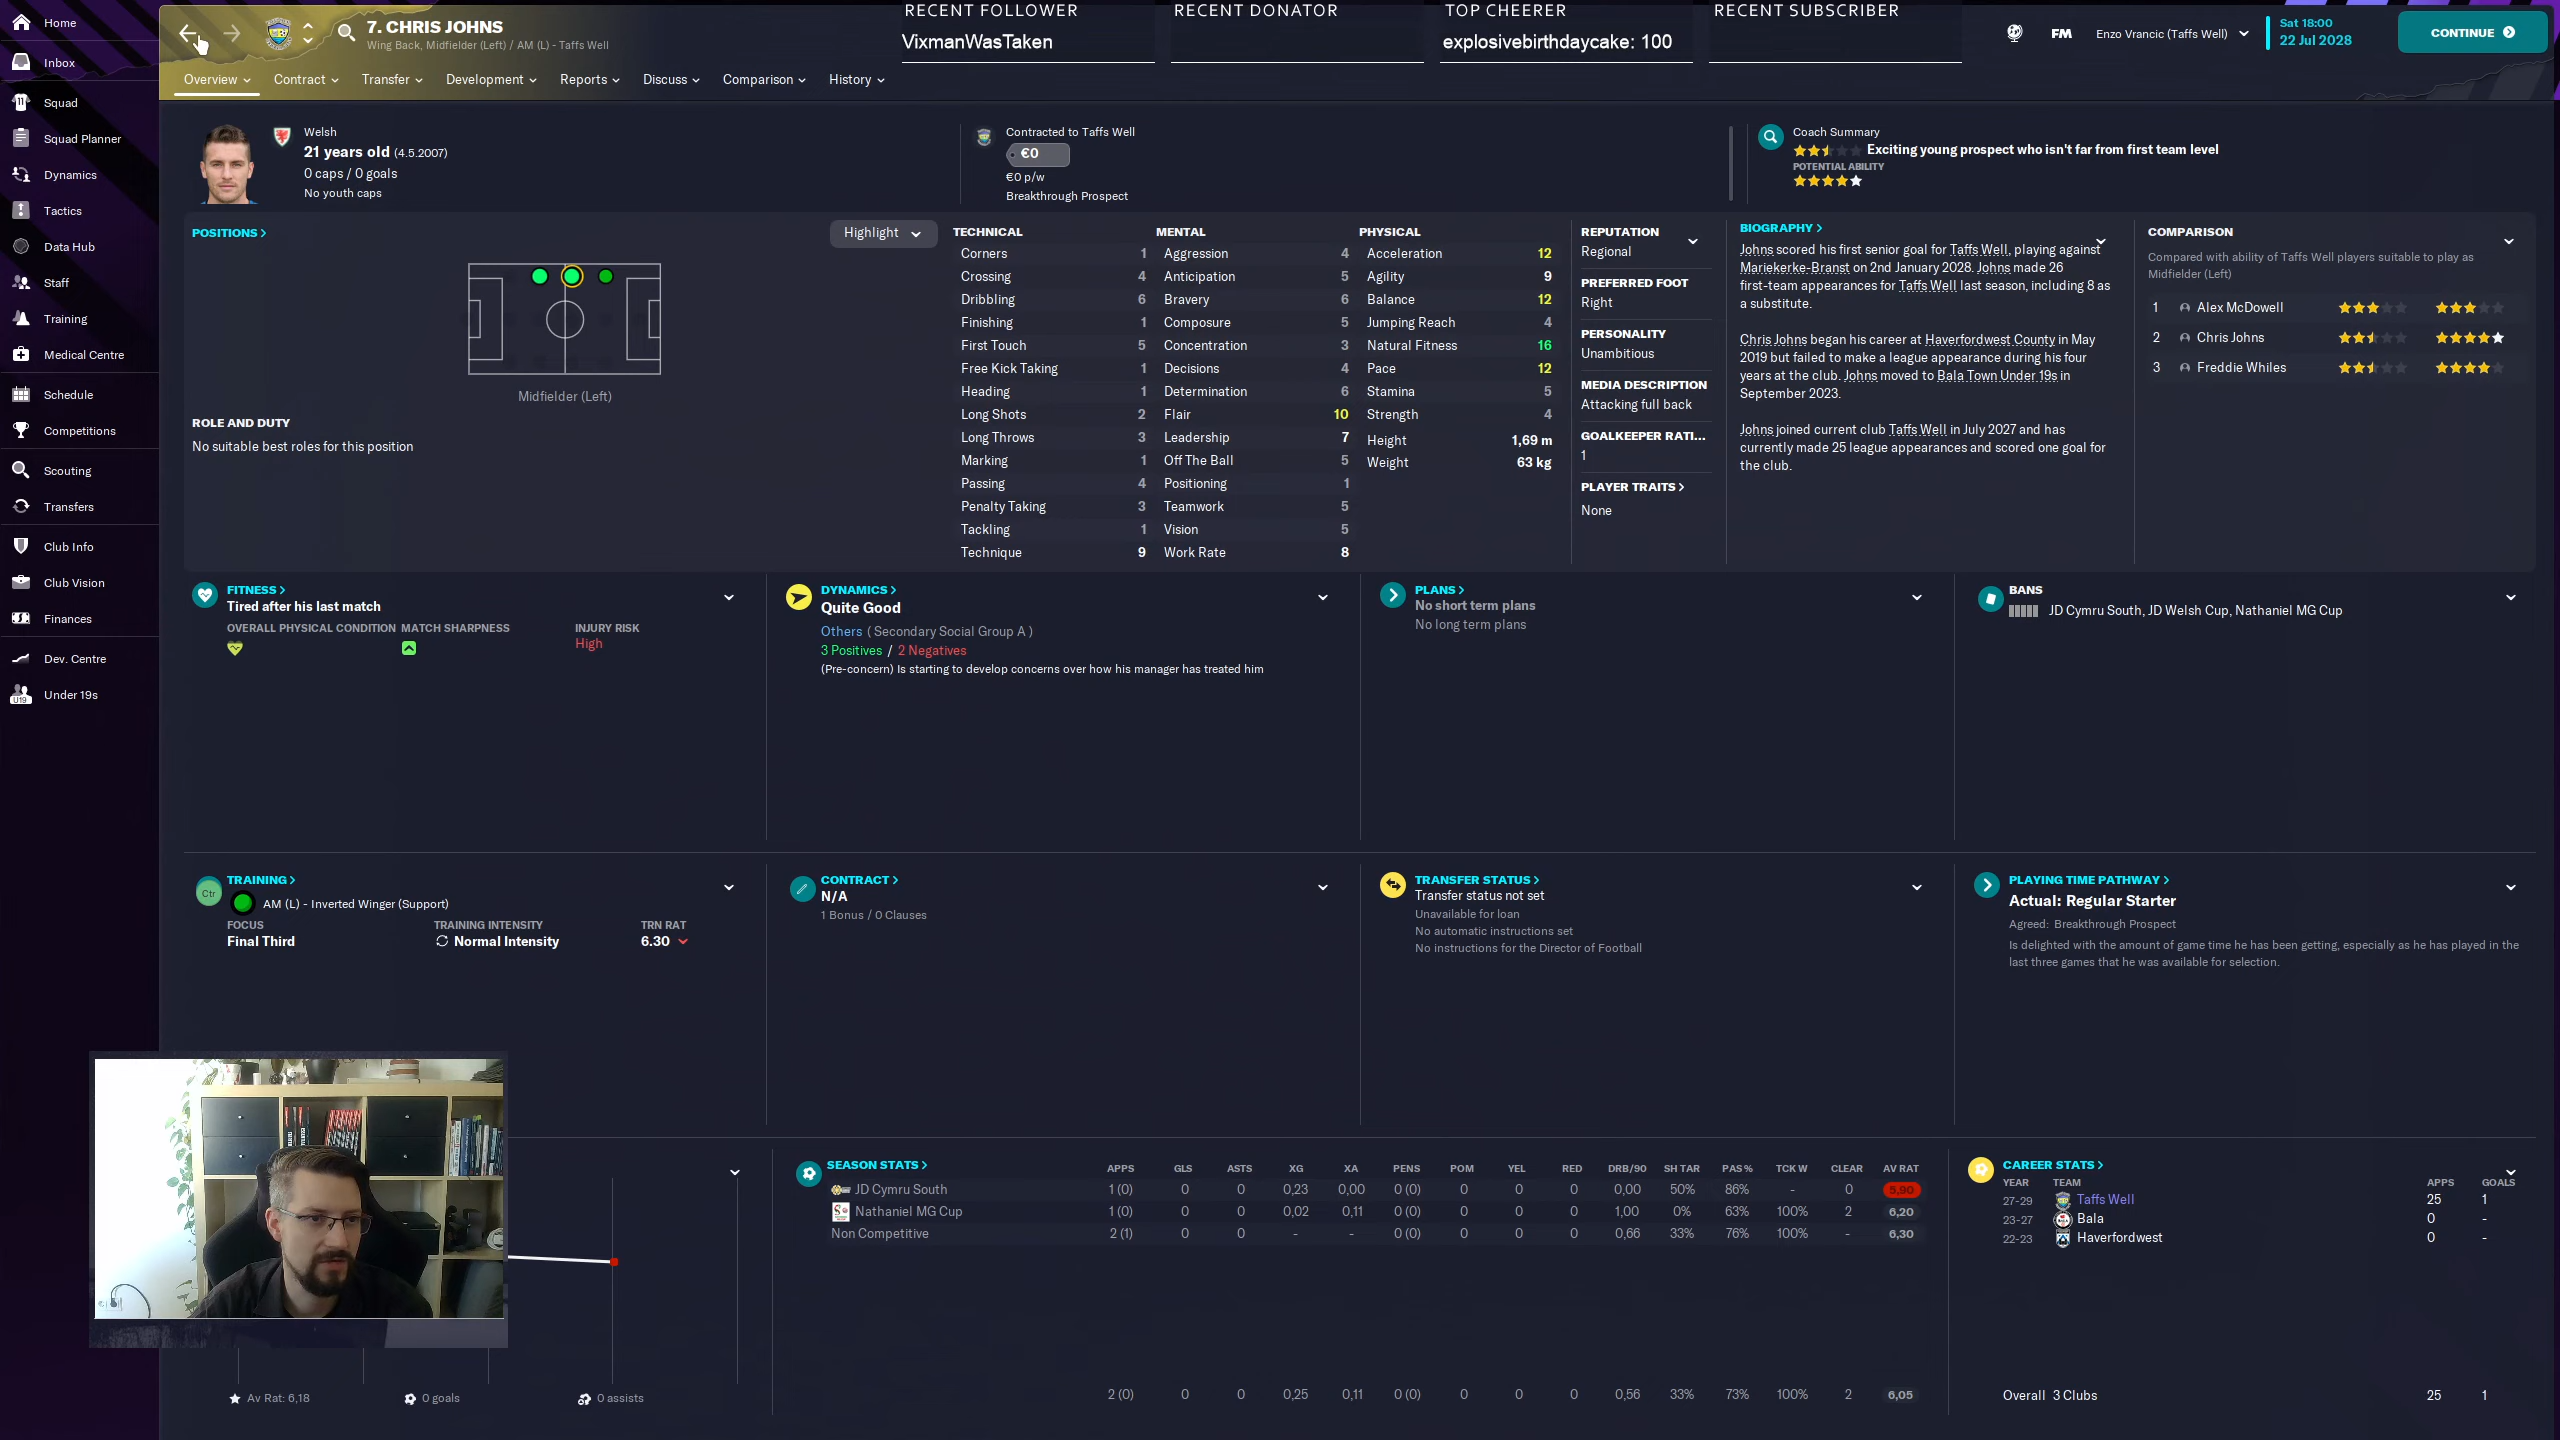 Home
Inbox
Squad
Squad Planner
Dynamics
Tactics
Data Hub
Staff
Training
Medical Centre
Schedule
Competitions
Scouting
Transfers
Club Info
Club Vision
Finances
Dev. Centre
Under 19s
7. CHRIS JOHNS
Wing Back, Midfielder (Left) / AM (L) - Taffs Well
RECENT FOLLOWER
VixmanWasTaken
RECENT DONATOR
TOP CHEERER
explosivebirthdaycake: 100
RECENT SUBSCRIBER
FM
Enzo Vrancic (Taffs Well)
Sat 18:00
22 Jul 2028
CONTINUE
Overview Contract Transfer Development Reports Discuss Comparison History
Welsh
21 years old (4.5.2007)
0 caps / 0 goals
No youth caps
Contracted to Taffs Well
€0
€0 p/w
Breakthrough Prospect
Coach Summary
Exciting young prospect who isn't far from first team level
POTENTIAL ABILITY
POSITIONS
Highlight
Midfielder (Left)
ROLE AND DUTY
No suitable best roles for this position
TECHNICAL
Corners 1
Crossing 4
Dribbling 6
Finishing 1
First Touch 5
Free Kick Taking 1
Heading 1
Long Shots 2
Long Throws 3
Marking 1
Passing 4
Penalty Taking 3
Tackling 1
Technique 9
MENTAL
Aggression 4
Anticipation 5
Bravery 6
Composure 5
Concentration 3
Decisions 4
Determination 6
Flair 10
Leadership 7
Off The Ball 5
Positioning 1
Teamwork 5
Vision 5
Work Rate 8
PHYSICAL
Acceleration 12
Agility 9
Balance 12
Jumping Reach 4
Natural Fitness 16
Pace 12
Stamina 5
Strength 4
Height 1,69 m
Weight 63 kg
REPUTATION
Regional
PREFERRED FOOT
Right
PERSONALITY
Unambitious
MEDIA DESCRIPTION
Attacking full back
GOALKEEPER RATI...
1
PLAYER TRAITS
None
BIOGRAPHY
Johns scored his first senior goal for Taffs Well, playing against
Mariekerke-Branst on 2nd January 2028. Johns made 26
first-team appearances for Taffs Well last season, including 8 as
a substitute.
Chris Johns began his career at Haverfordwest County in May
2019 but failed to make a league appearance during his four
years at the club. Johns moved to Bala Town Under 19s in
September 2023.
Johns joined current club Taffs Well in July 2027 and has
currently made 25 league appearances and scored one goal for
the club.
COMPARISON
Compared with ability of Taffs Well players suitable to play as
Midfielder (Left)
1 Alex McDowell
2 Chris Johns
3 Freddie Whiles
FITNESS
Tired after his last match
OVERALL PHYSICAL CONDITION MATCH SHARPNESS INJURY RISK
High
DYNAMICS
Quite Good
Others ( Secondary Social Group A )
3 Positives / 2 Negatives
(Pre-concern) Is starting to develop concerns over how his manager has treated him
PLANS
No short term plans
No long term plans
BANS
JD Cymru South, JD Welsh Cup, Nathaniel MG Cup
TRAINING
Ctr
AM (L) - Inverted Winger (Support)
FOCUS TRAINING INTENSITY TRN RAT
Final Third Normal Intensity 6.30
CONTRACT
N/A
1 Bonus / 0 Clauses
TRANSFER STATUS
Transfer status not set
Unavailable for loan
No automatic instructions set
No instructions for the Director of Football
PLAYING TIME PATHWAY
Actual: Regular Starter
Agreed: Breakthrough Prospect
Is delighted with the amount of game time he has been getting, especially as he has played in the
last three games that he was available for selection.
Av Rat: 6,18 0 goals 0 assists
SEASON STATS APPS GLS ASTS XG XA PENS POM YEL RED DRB/90 SH TAR PAS % TCK W CLEAR AV RAT
JD Cymru South 1 (0) 0 0 0,23 0,00 0 (0) 0 0 0 0,00 50% 86% - 0 5,90
Nathaniel MG Cup 1 (0) 0 0 0,02 0,11 0 (0) 0 0 0 1,00 0% 63% 100% 2 6,20
Non Competitive 2 (1) 0 0 - - 0 (0) 0 0 0 0,66 33% 76% 100% - 6,30
2 (0) 0 0 0,25 0,11 0 (0) 0 0 0 0,56 33% 73% 100% 2 6,05
CAREER STATS
YEAR TEAM APPS GOALS
27-29 Taffs Well 25 1
23-27 Bala 0 -
22-23 Haverfordwest 0 -
Overall 3 Clubs 25 1